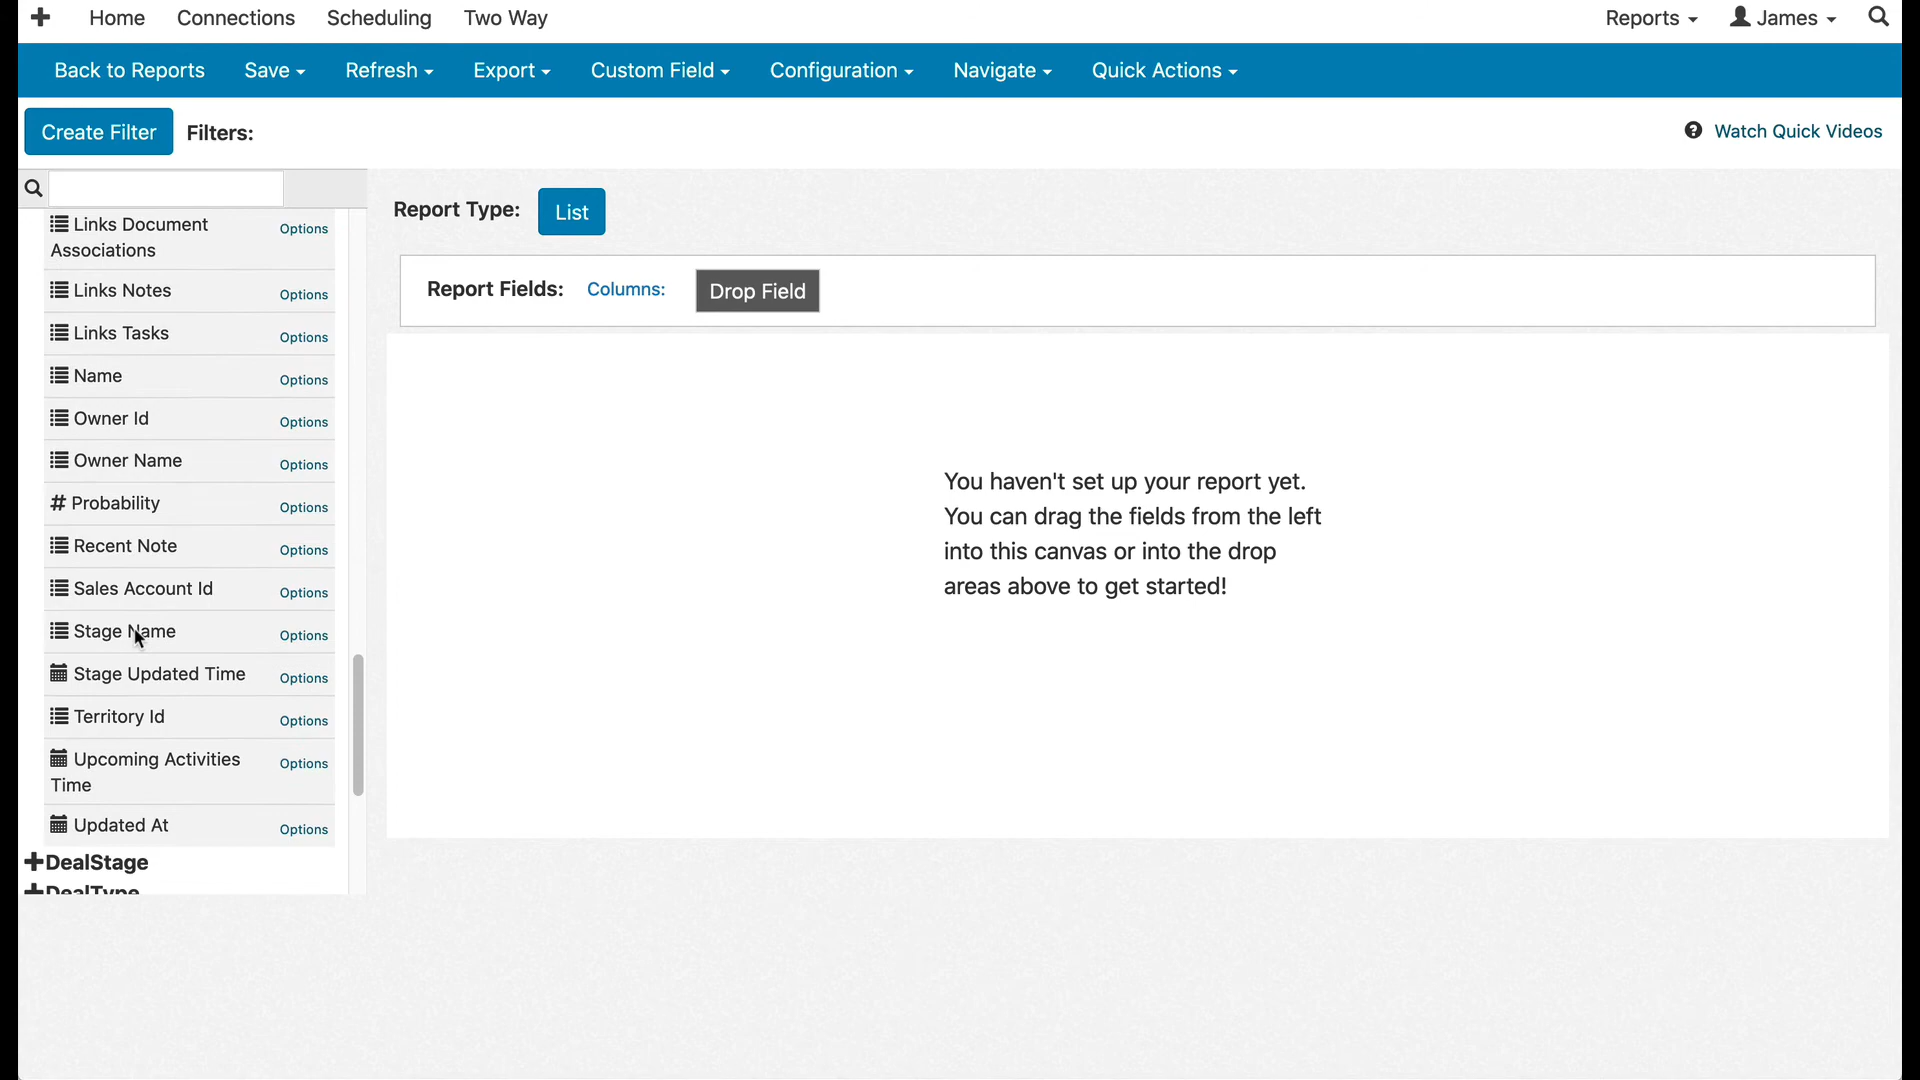 Home Connections Scheduling Two Way Reports James
Back to Reports Save Refresh Export Custom Field Configuration Navigate Quick Actions
Create Filter Filters: Watch Quick Videos
Report Type: List
Report Fields: Columns: Drop Field
Links Document Options
Associations
Links Notes Options
Links Tasks Options
Name Options
Owner Id Options
Owner Name Options
# Probability Options
Recent Note Options
Sales Account Id Options
Stage Name Options
Stage Updated Time Options
Territory Id Options
Upcoming Activities Options
Time
Updated At Options
DealStage
DealType
You haven't set up your report yet.
You can drag the fields from the left
into this canvas or into the drop
areas above to get started!